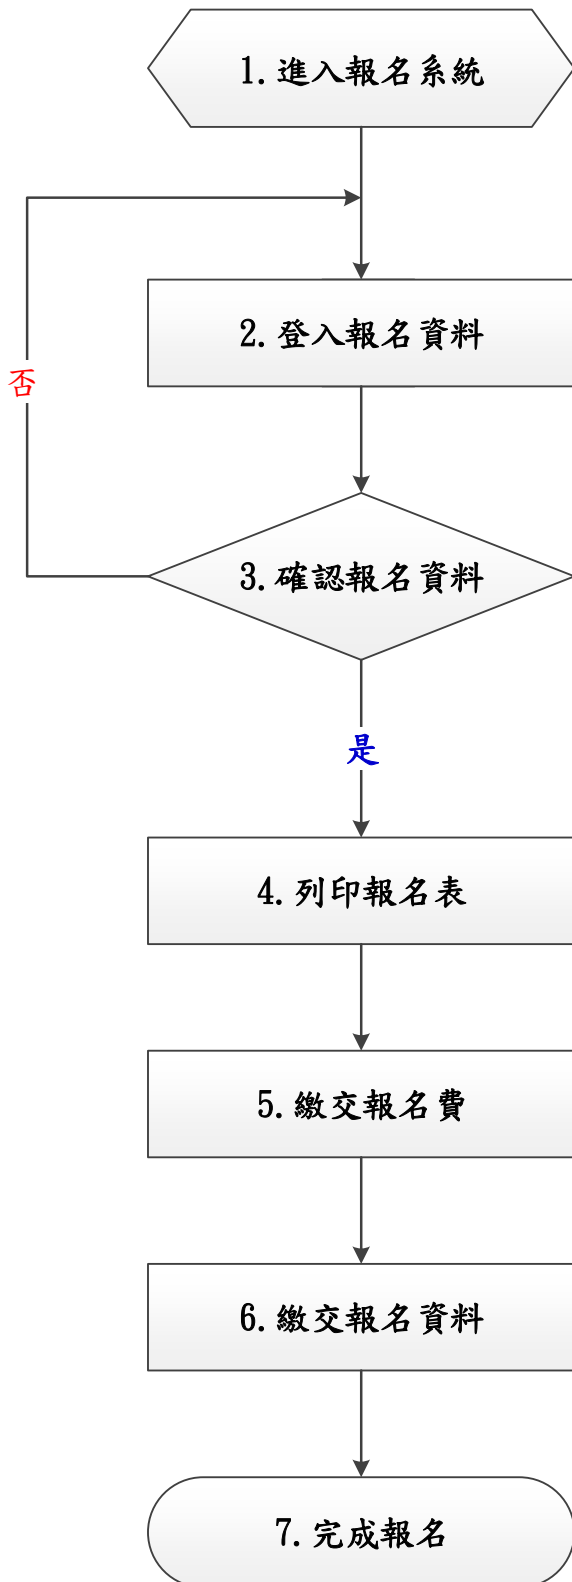 1. 進入報名系統
2. 登入報名資料
否
3. 確認報名資料
是
4. 列印報名表
5. 繳交報名費
6. 繳交報名資料
7. 完成報名